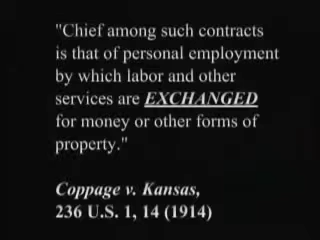 "Chief among such contracts
is that of personal employment
by which labor and other
services are EXCHANGED
for money or other forms of
property."
Coppage v. Kansas,
236 U.S. 1, 14 (1914)